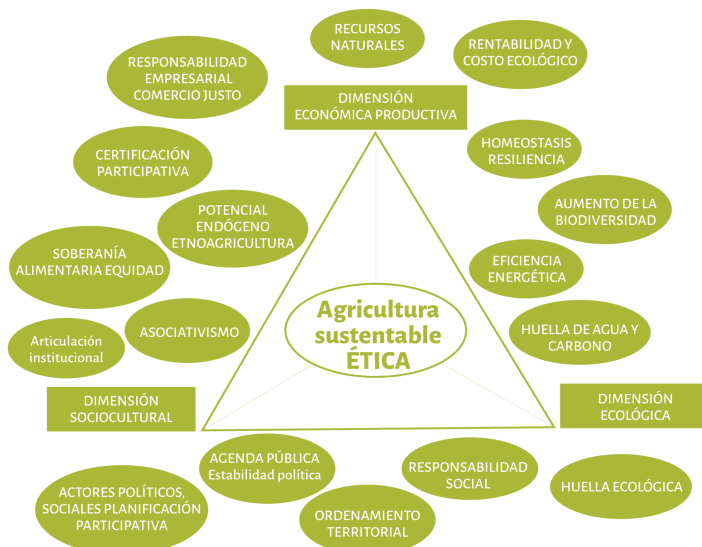 RECURSOS
NATURALES
RENTABILIDAD Y
COSTO ECOLÓGICO
RESPONSABILIDAD
EMPRESARIAL
COMERCIO JUSTO
DIMENSIÓN
ECONÓMICA PRODUCTIVA
CERTIFICACIÓN
PARTICIPATIVA
HOMEOSTASIS
RESILIENCIA
POTENCIAL
ENDÓGENO
ETNOAGRICULTURA
AUMENTO DE LA
BIODIVERSIDAD
SOBERANÍA
ALIMENTARIA EQUIDAD
EFICIENCIA
ENERGÉTICA
Agricultura
sustentable
ÉTICA
Articulación
institucional
ASOCIATIVISMO
HUELLA DE AGUA Y
CARBONO
DIMENSIÓN
SOCIOCULTURAL
DIMENSIÓN
ECOLÓGICA
AGENDA PÚBLICA
Estabilidad política
RESPONSABILIDAD
SOCIAL
HUELLA ECOLÓGICA
ACTORES POLÍTICOS,
SOCIALES PLANIFICACIÓN
PARTICIPATIVA
ORDENAMIENTO
TERRITORIAL